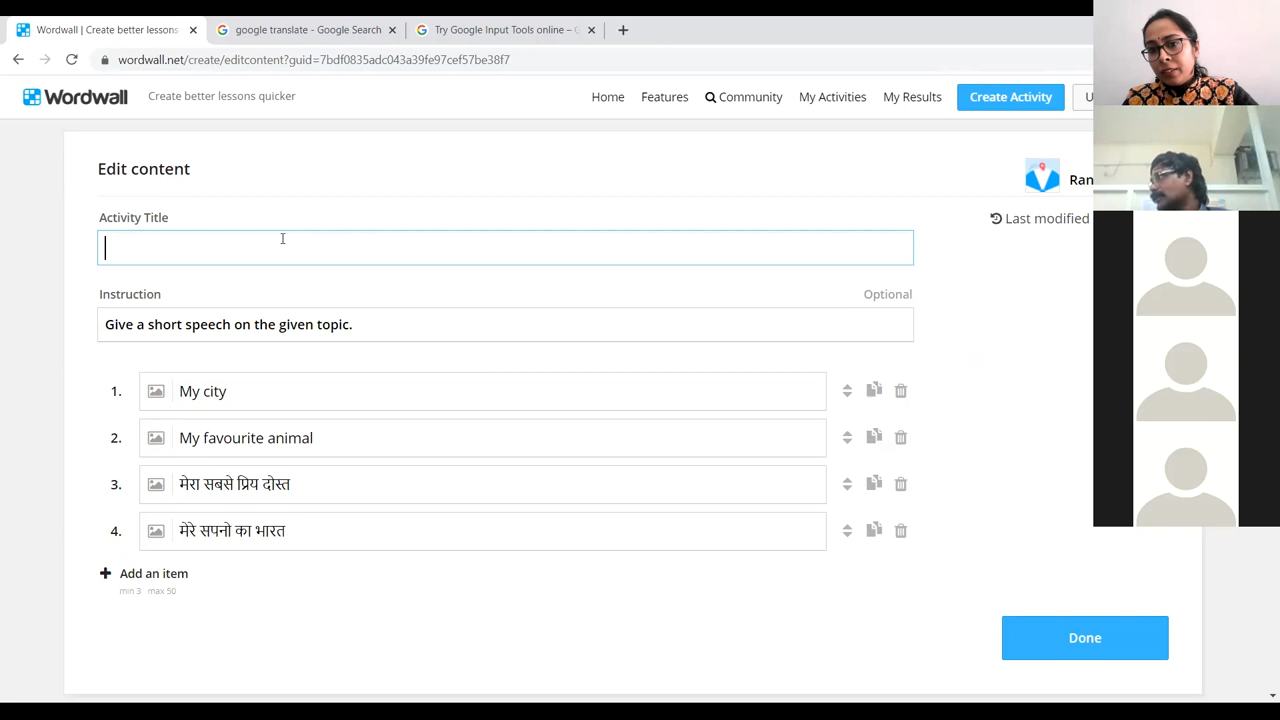 Wordwall | Create better lessons
google translate - Google Search
Try Google Input Tools online –
wordwall.net/create/editcontent?guid=7bdf0835adc043a39fe97cef57be38f7
Wordwall
Create better lessons quicker
Home
Features
Community
My Activities
My Results
Create Activity
U
Edit content
Ran
Activity Title
Last modified
Instruction
Optional
Give a short speech on the given topic.
1. My city
2. My favourite animal
3. मेरा सबसे प्रिय दोस्त
4. मेरे सपनो का भारत
Add an item
min 3 max 50
Done